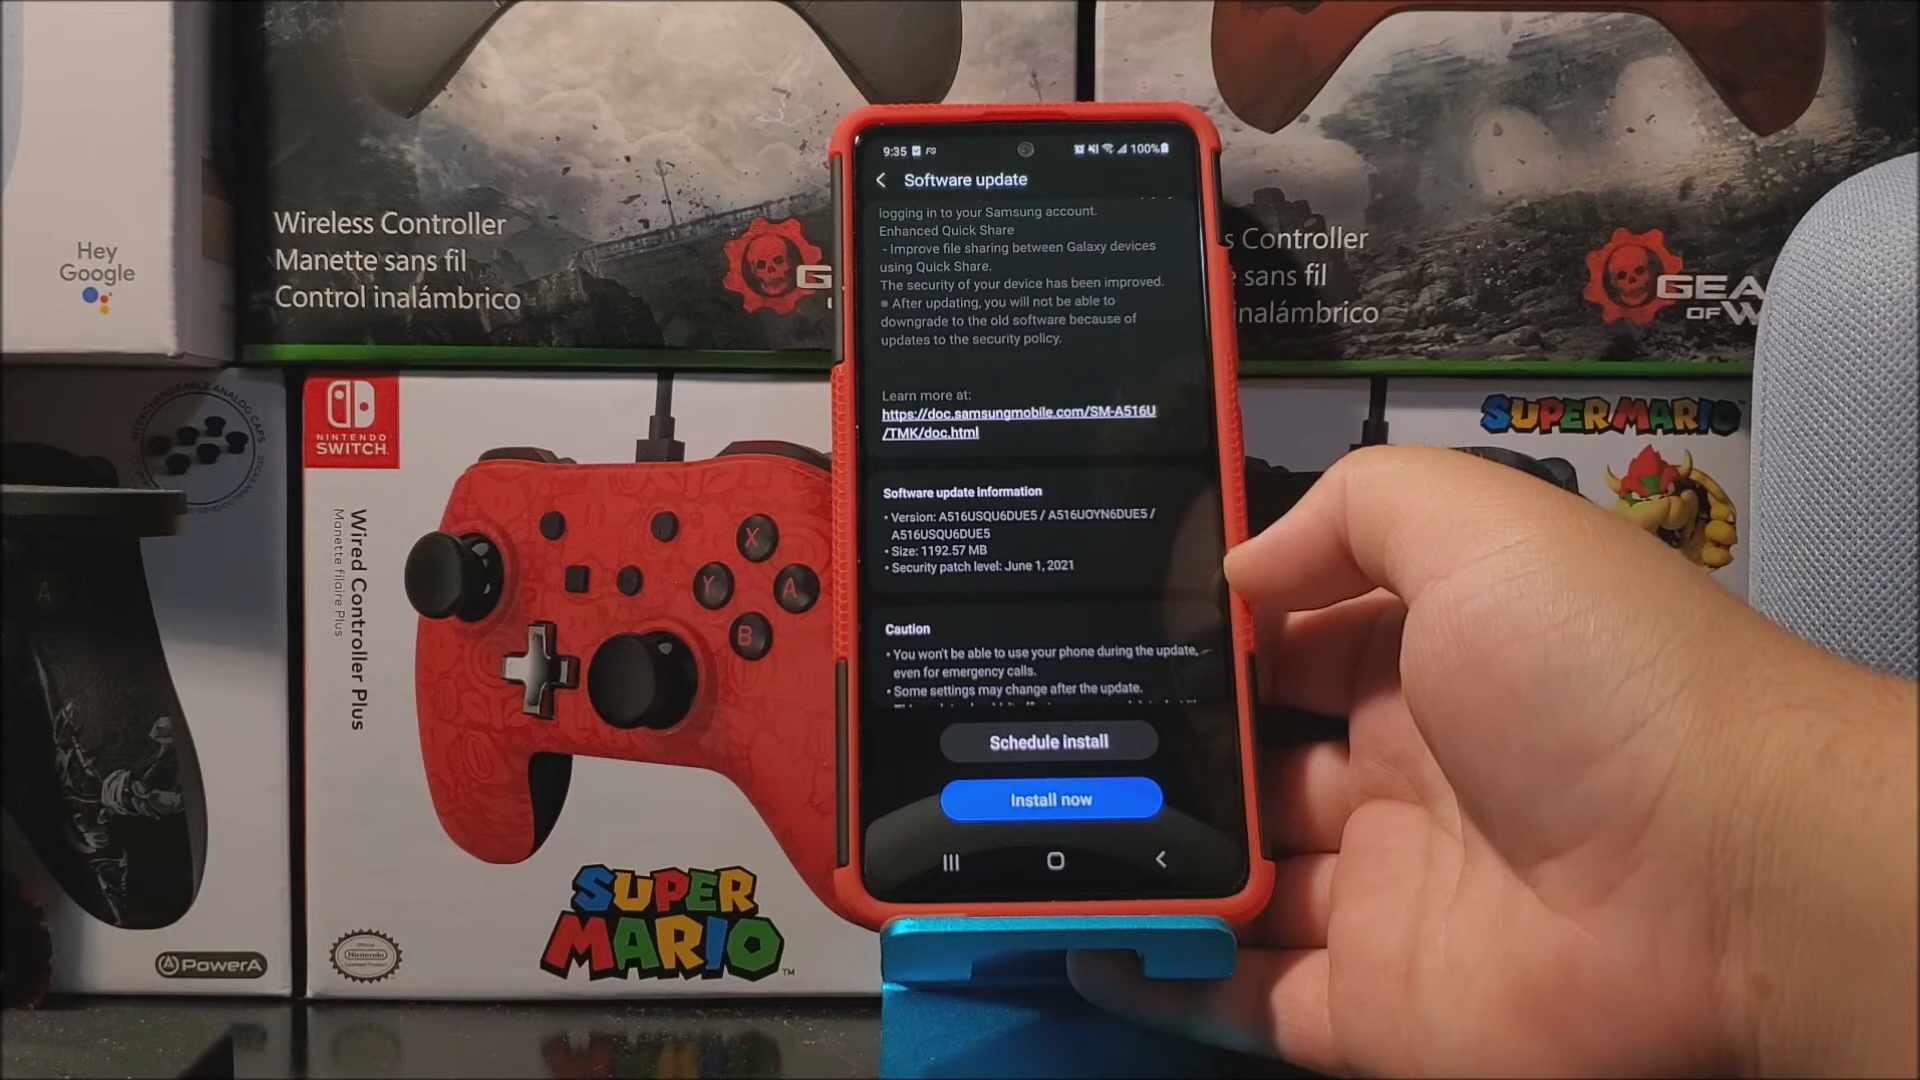 Hey
Google
Wireless Controller
Manette sans fil
Control inalámbrico
G
s Controller
sans fil
inalámbrico
GEA
OF W
INTERCHANGEABLE ANALOG CAPS
A
PowerA
NINTENDO
SWITCH
Wired Controller Plus
Manette filaire Plus
X
Y
A
B
SUPER
MARIO
TM
Nintendo
SUPER MARIO
9:35
100%
Software update
logging in to your Samsung account.
Enhanced Quick Share
- Improve file sharing between Galaxy devices
using Quick Share.
The security of your device has been improved.
※ After updating, you will not be able to
downgrade to the old software because of
updates to the security policy.
Learn more at:
https://doc.samsungmobile.com/SM-A516U
/TMK/doc.html
Software update information
• Version: A516USQU6DUE5 / A516UOYN6DUE5 /
A516USQU6DUE5
• Size: 1192.57 MB
• Security patch level: June 1, 2021
Caution
• You won't be able to use your phone during the update,
even for emergency calls.
• Some settings may change after the update.
Schedule install
Install now